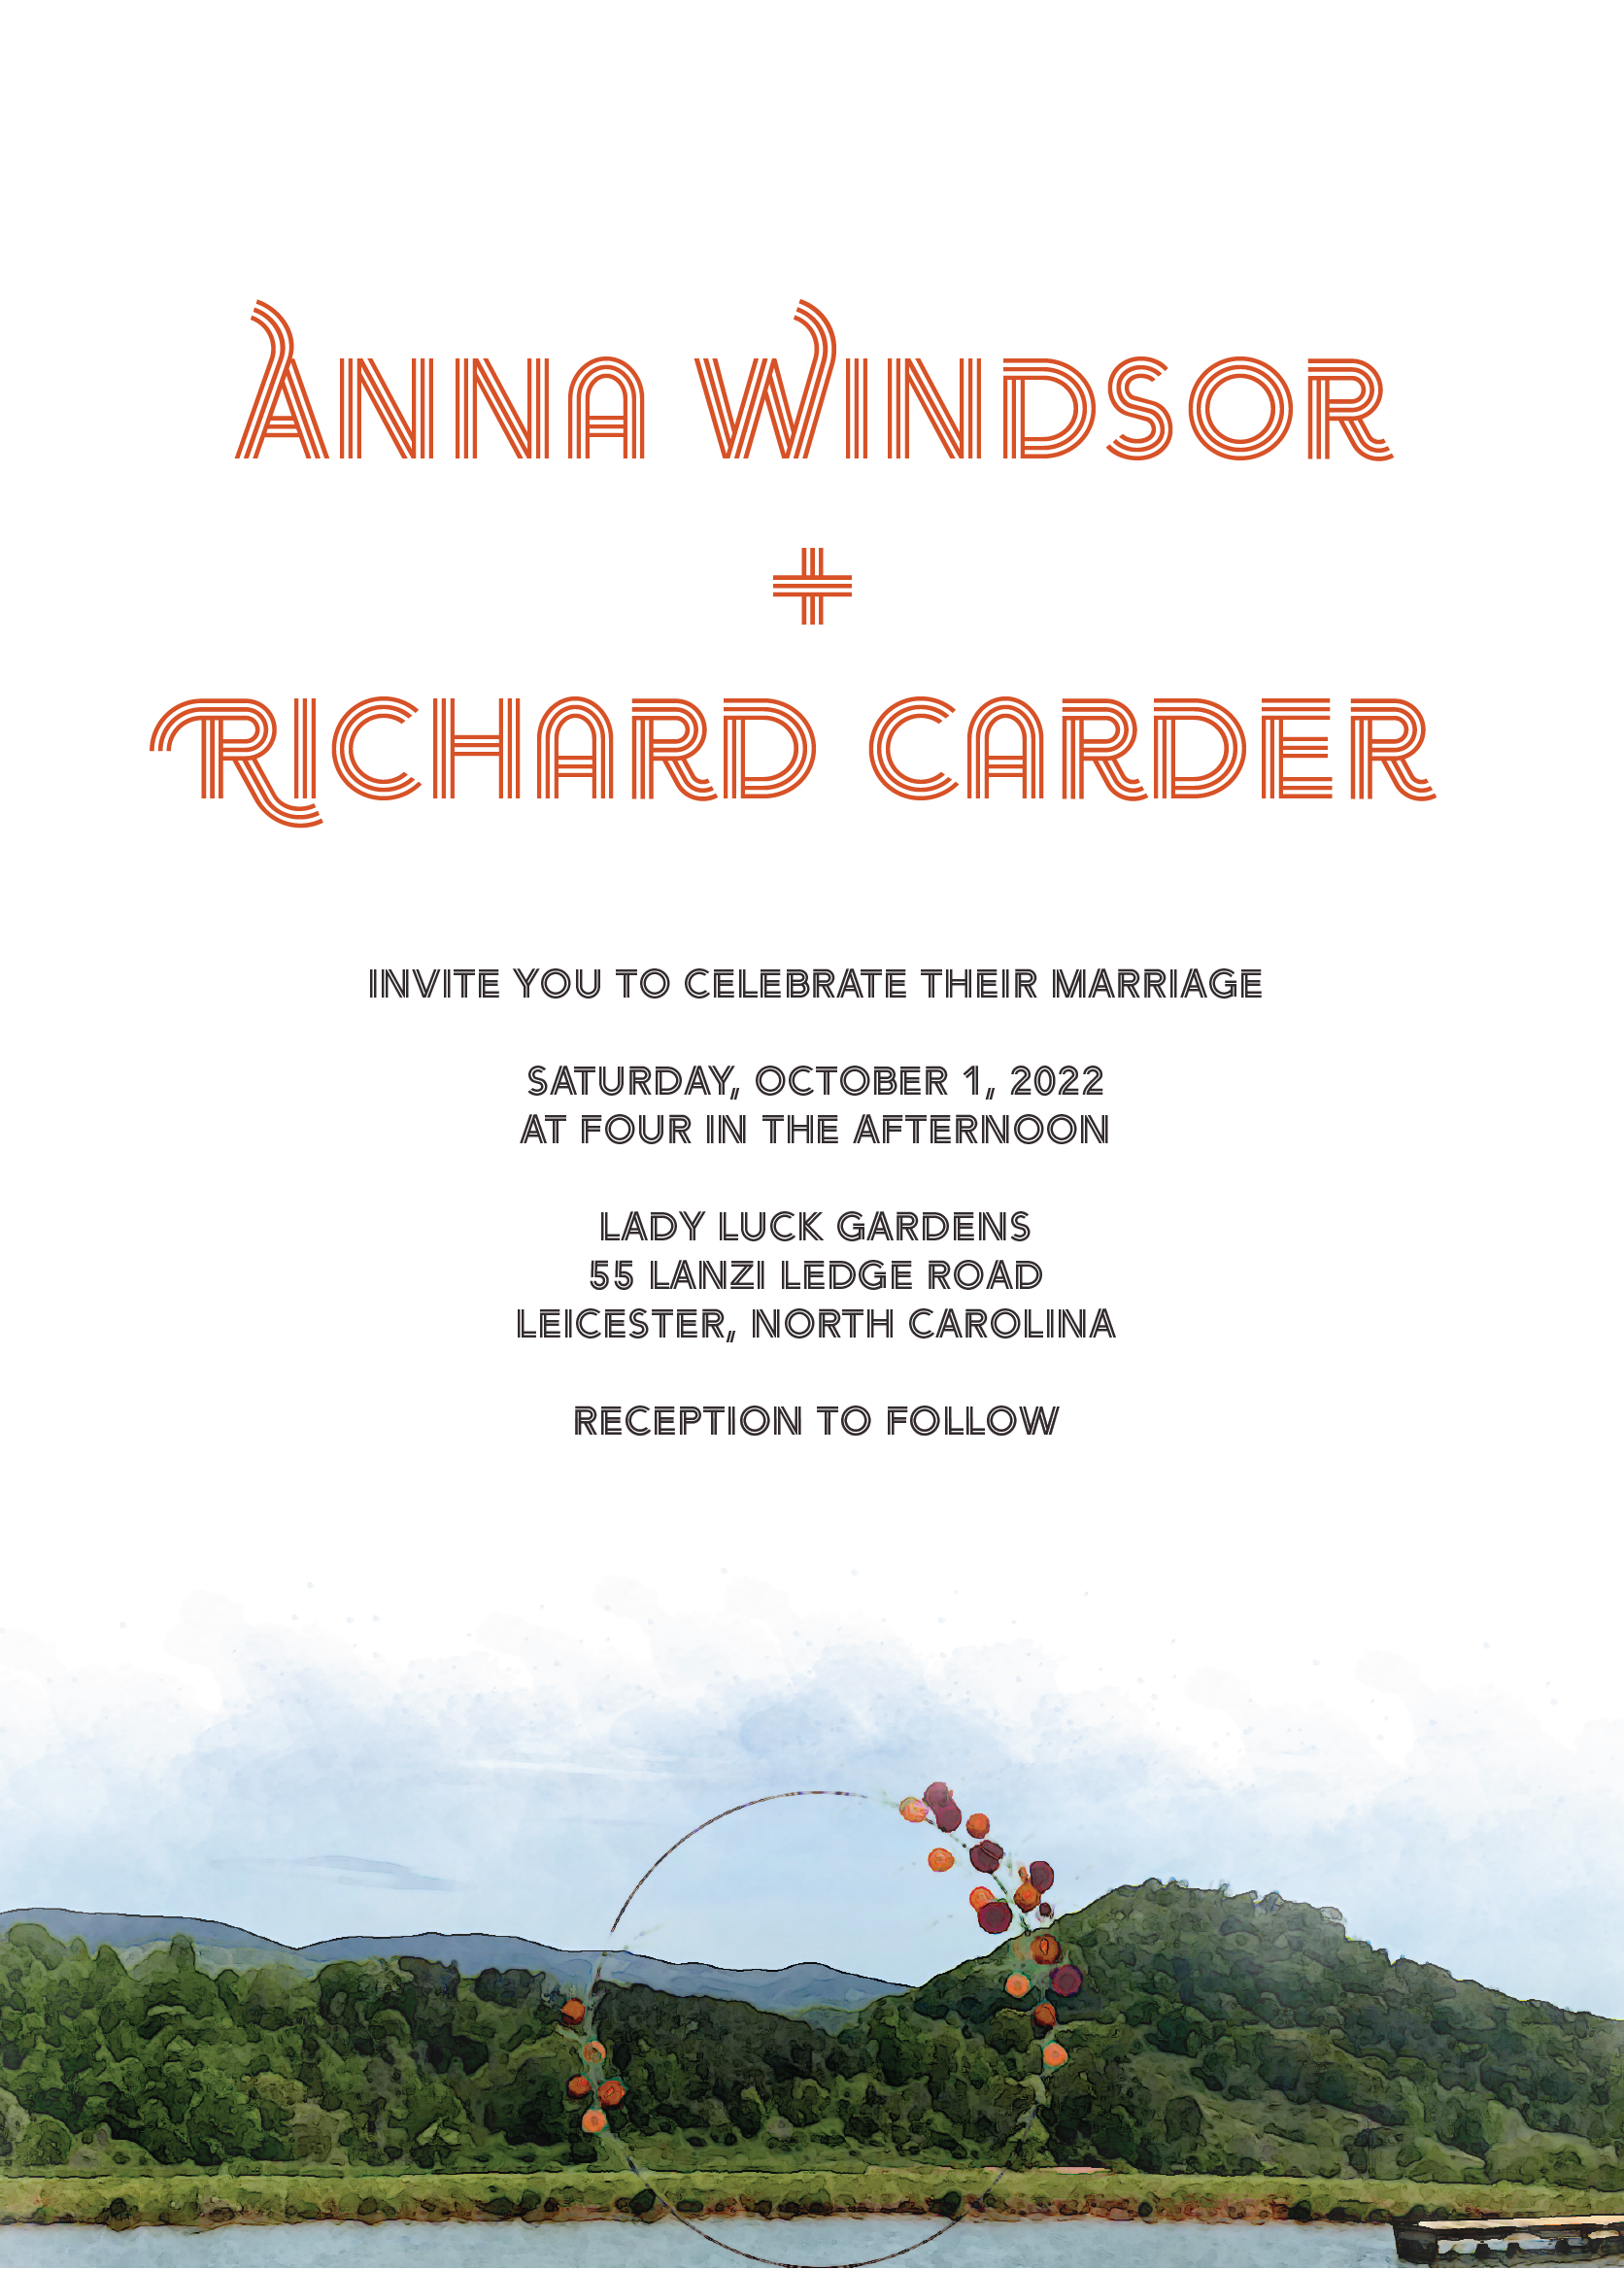 Anna Windsor
+
Richard Carder
INVITE YOU TO CELEBRATE THEIR MARRIAGE
SATURDAY, OCTOBER 1, 2022
AT FOUR IN THE AFTERNOON
LADY LUCK GARDENS
55 LANZI LEDGE ROAD
LEICESTER, NORTH CAROLINA
RECEPTION TO FOLLOW